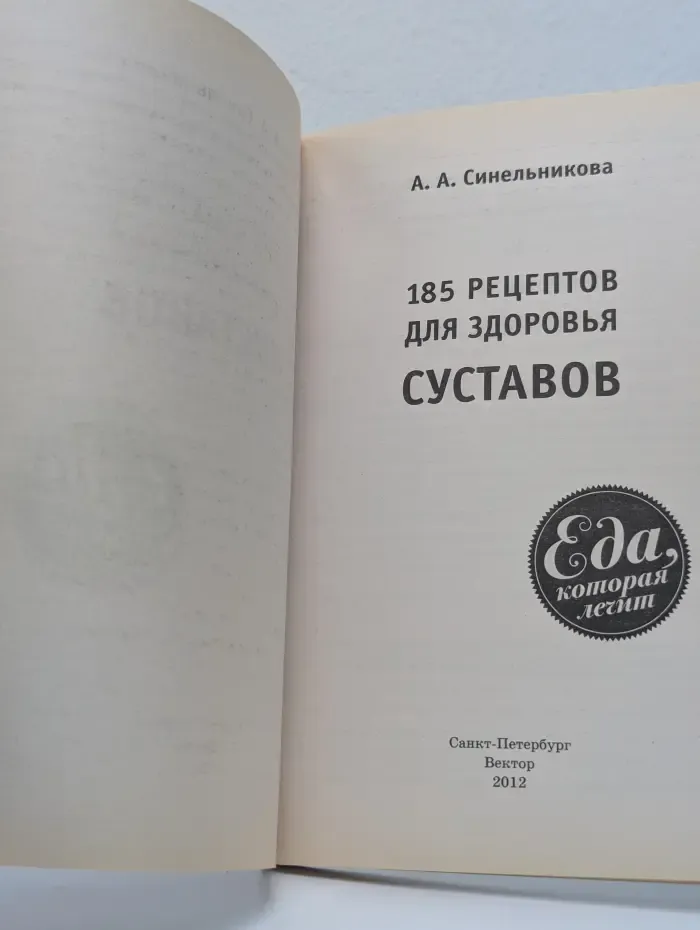 А. А. Синельникова
185 РЕЦЕПТОВ
ДЛЯ ЗДОРОВЬЯ
СУСТАВОВ
Еда,
которая
лечит
Санкт-Петербург
Вектор
2012